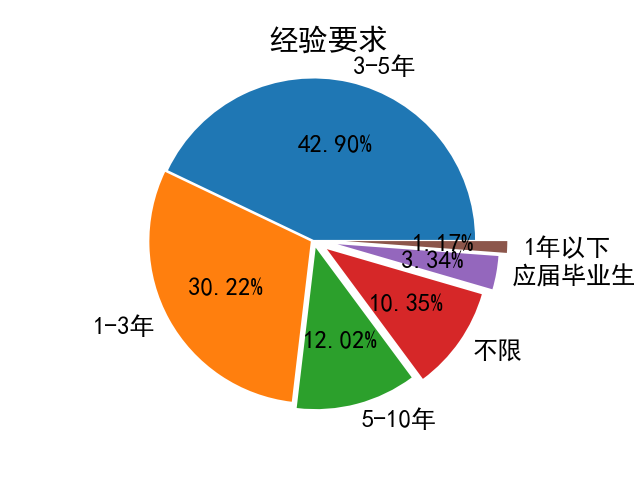 经验要求
3-5年
42.90%
1-3年
30.22%
5-10年
12.02%
不限
10.35%
应届毕业生
3.34%
1年以下
1.17%